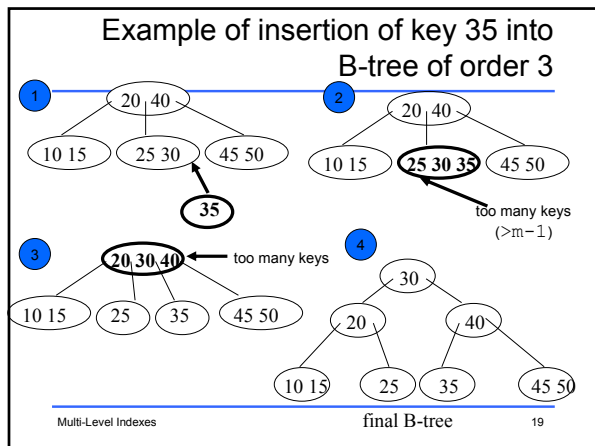 Example of insertion of key 35 into
B-tree of order 3
1
20 40
10 15
25 30
45 50
35
2
20 40
10 15
25 30 35
45 50
too many keys
(>m-1)
3
20 30 40
too many keys
10 15
25
35
45 50
4
30
20
40
10 15
25
35
45 50
Multi-Level Indexes
final B-tree
19